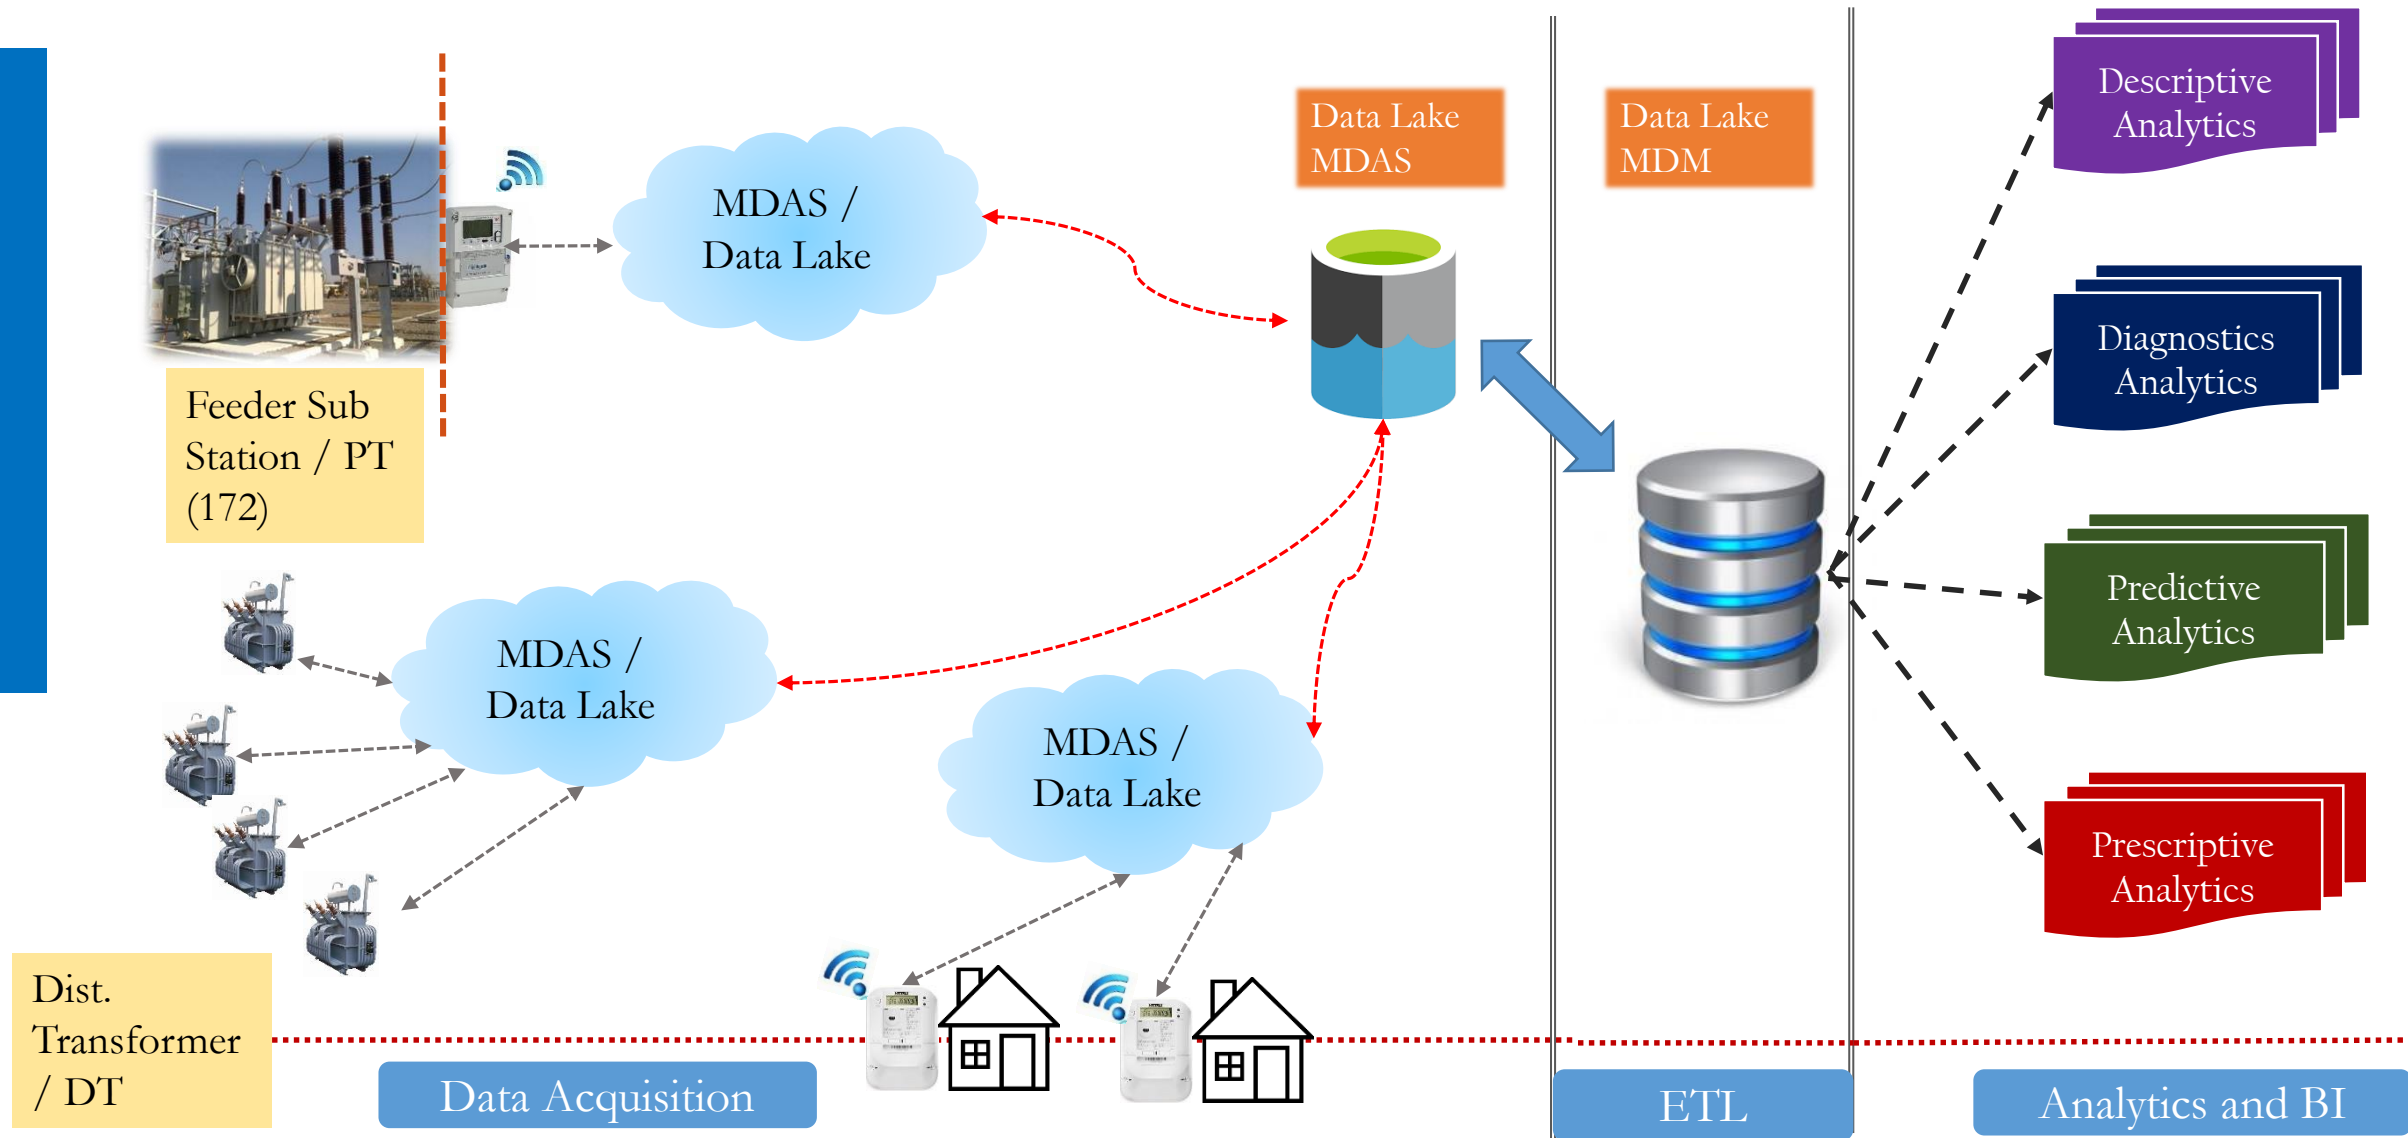 Data Lake
MDAS
Data Lake
MDM
Descriptive
Analytics
MDAS /
Data Lake
Diagnostics
Analytics
Feeder Sub
Station / PT
(172)
MDAS /
Data Lake
Predictive
Analytics
MDAS /
Data Lake
Prescriptive
Analytics
Dist.
Transformer
/ DT
Data Acquisition
ETL
Analytics and BI